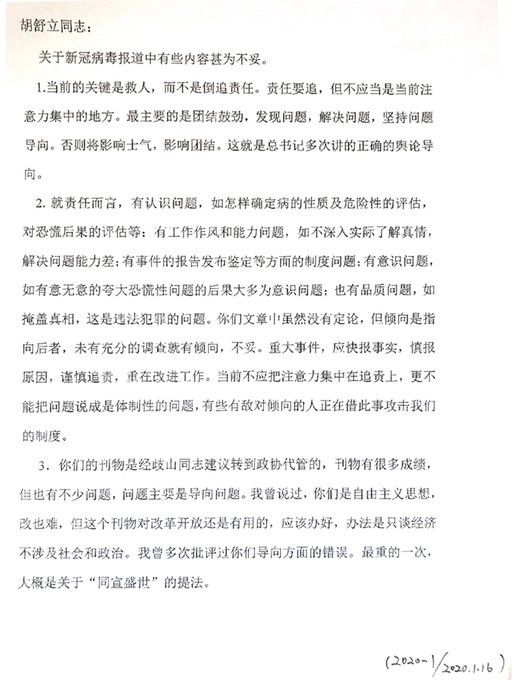 胡舒立同志：
关于新冠病毒报道中有些内容甚为不妥。
1.当前的关键是救人，而不是倒追责任。责任要追，但不应当是当前注
意力集中的地方。最主要的是团结鼓劲，发现问题，解决问题，坚持问题
导向。否则将影响士气，影响团结。这就是总书记多次讲的正确的舆论导
向。
2. 就责任而言，有认识问题，如怎样确定病的性质及危险性的评估，
对恐慌后果的评估等；有工作作风和能力问题，如不深入实际了解真情，
解决问题能力差；有事件的报告发布鉴定等方面的制度问题；有意识问题，
如有意无意的夸大恐慌性问题的后果大多为意识问题；也有品质问题，如
掩盖真相，这是违法犯罪的问题。你们文章中虽然没有定论，但倾向是指
向后者，未有充分的调查就有倾向，不妥。重大事件，应快报事实，慎报
原因，谨慎追责，重在改进工作。当前不应把注意力集中在追责上，更不
能把问题说成是体制性的问题，有些有敌对倾向的人正在借此事攻击我们
的制度。
3．你们的刊物是经歧山同志建议转到政协代管的，刊物有很多成绩，
但也有不少问题，问题主要是导向问题。我曾说过，你们是自由主义思想，
改也难，但这个刊物对改革开放还是有用的，应该办好，办法是只谈经济
不涉及社会和政治。我曾多次批评过你们导向方面的错误。最重的一次，
大概是关于“同宣盛世”的提法。
(2020-1/2020.1.16)